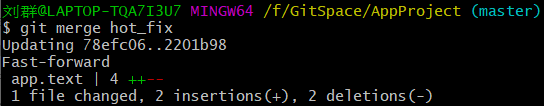 刘群@LAPTOP-TQA7I3U7 MINGW64 /f/GitSpace/AppProject (master)
$ git merge hot_fix
Updating 78efc06..2201b98
Fast-forward
 app.text | 4 ++--
 1 file changed, 2 insertions(+), 2 deletions(-)